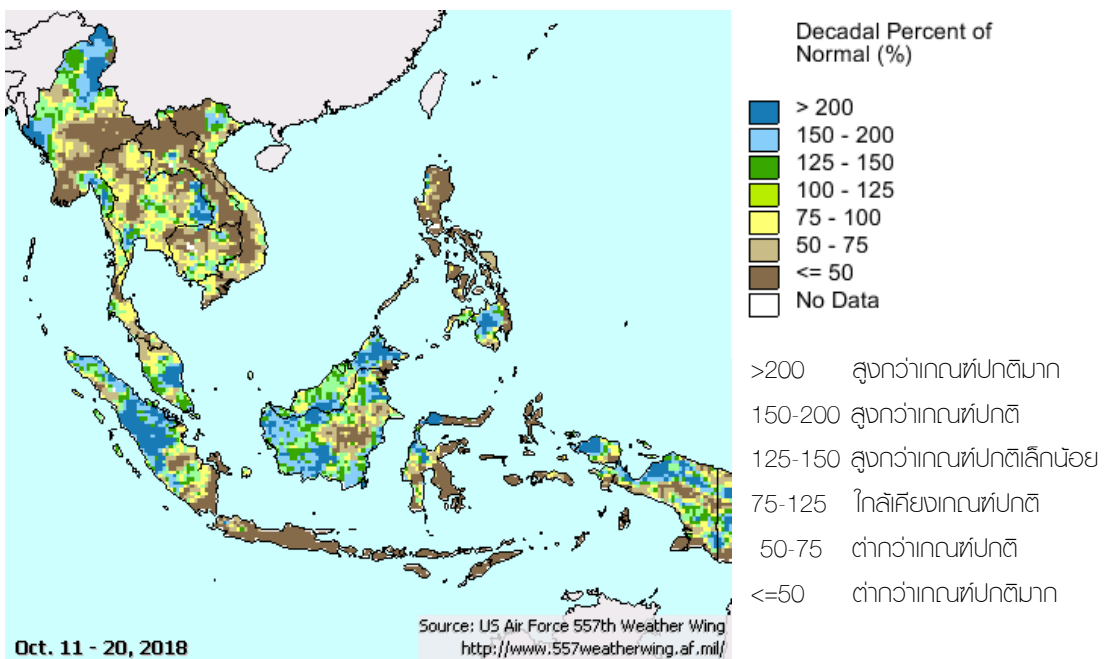 Decadal Percent of
Normal (%)
> 200
150 - 200
125 - 150
100 - 125
75 - 100
50 - 75
<= 50
No Data
>200 สูงกว่าเกณฑ์ปกติมาก
150-200 สูงกว่าเกณฑ์ปกติ
125-150 สูงกว่าเกณฑ์ปกติเล็กน้อย
75-125 ใกล้เคียงเกณฑ์ปกติ
50-75 ต่ำกว่าเกณฑ์ปกติ
<=50 ต่ำกว่าเกณฑ์ปกติมาก
Source: US Air Force 557th Weather Wing
Oct. 11 - 20, 2018 http://www.557weatherwing.af.mil/